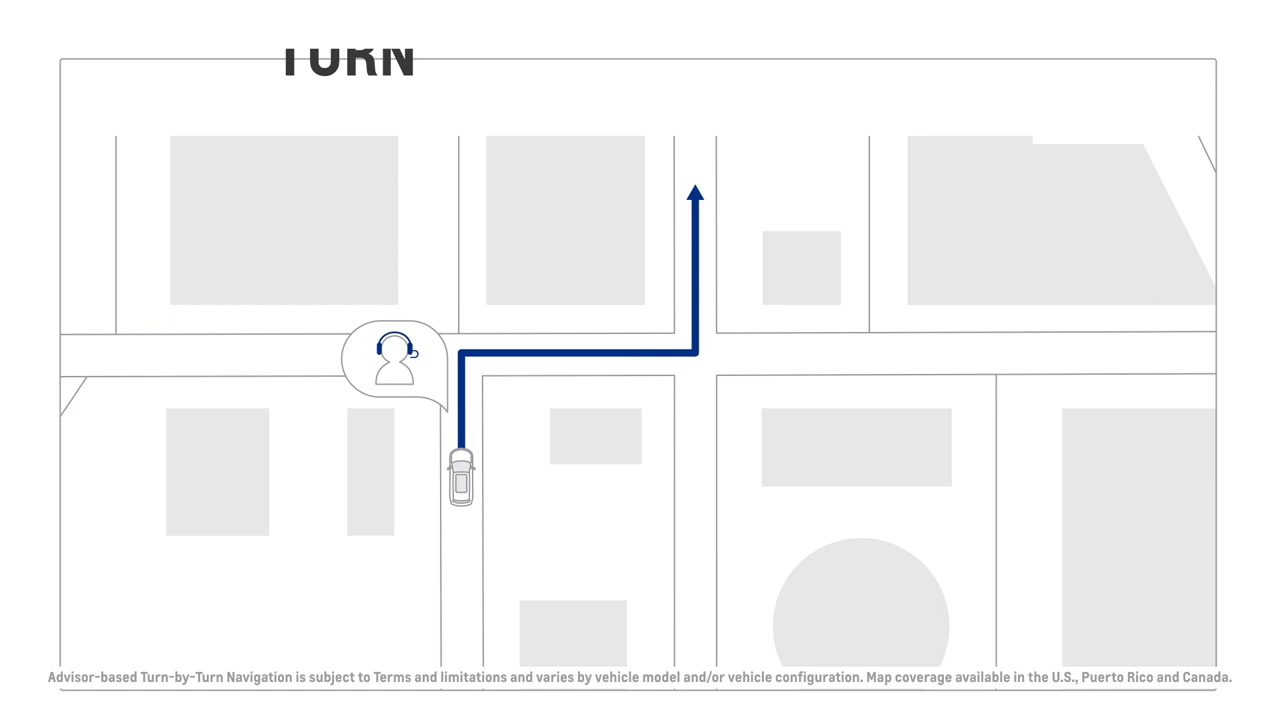 TURN
Advisor-based Turn-by-Turn Navigation is subject to Terms and limitations and varies by vehicle model and/or vehicle configuration. Map coverage available in the U.S., Puerto Rico and Canada.